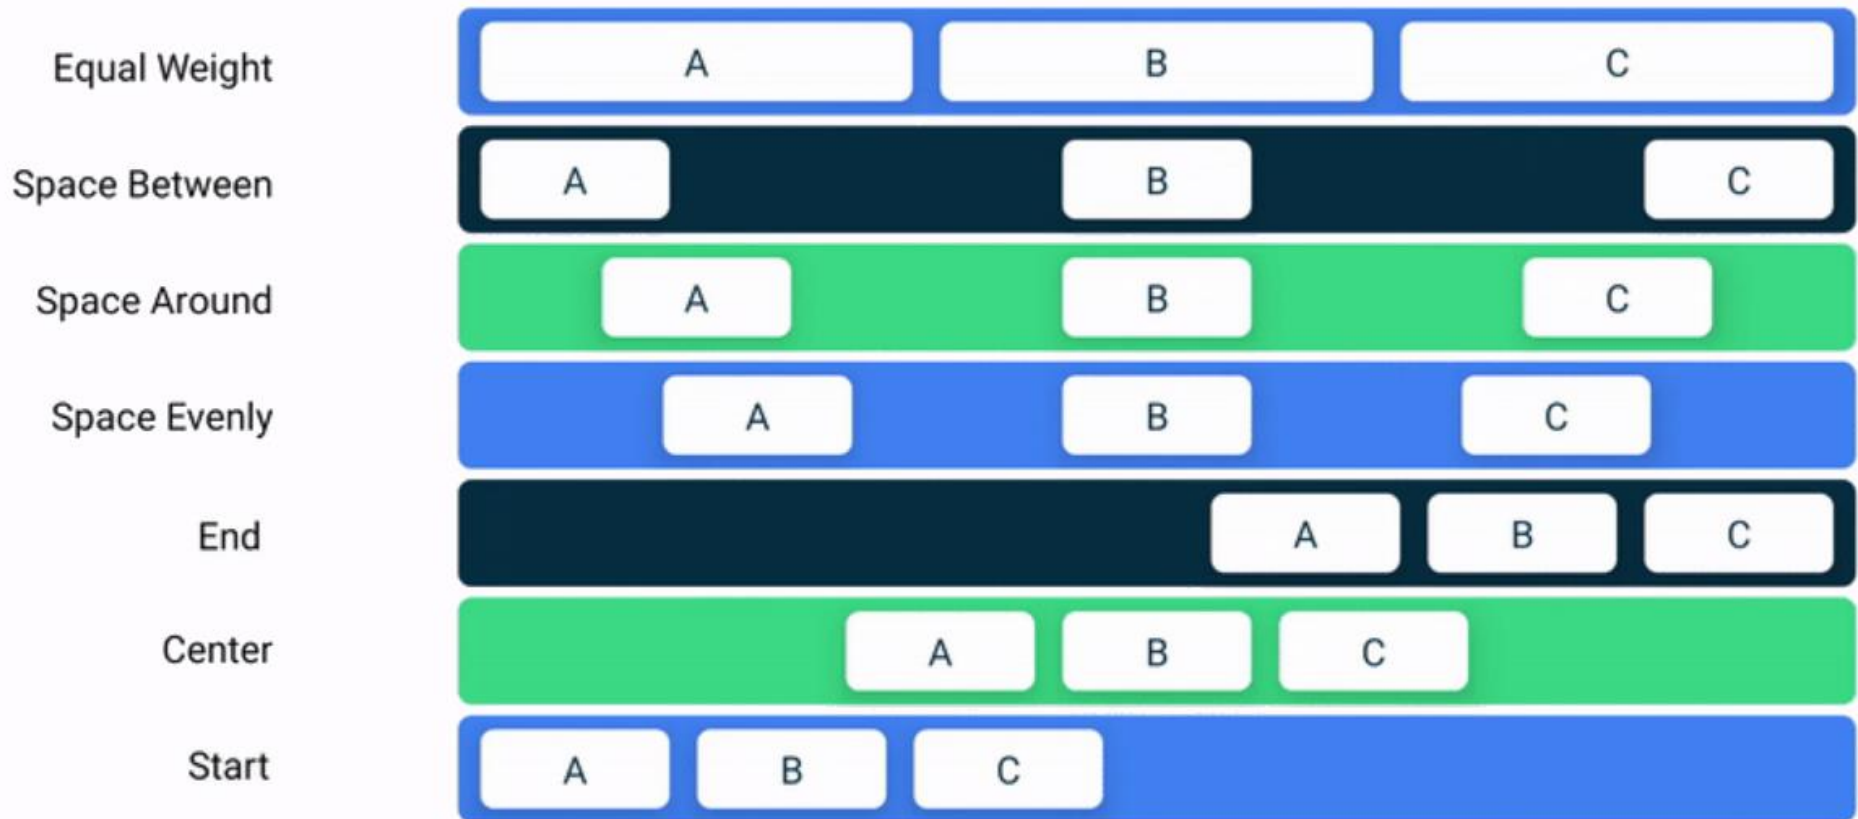 Equal Weight A B C
Space Between A B C
Space Around A B C
Space Evenly A B C
End A B C
Center A B C
Start A B C